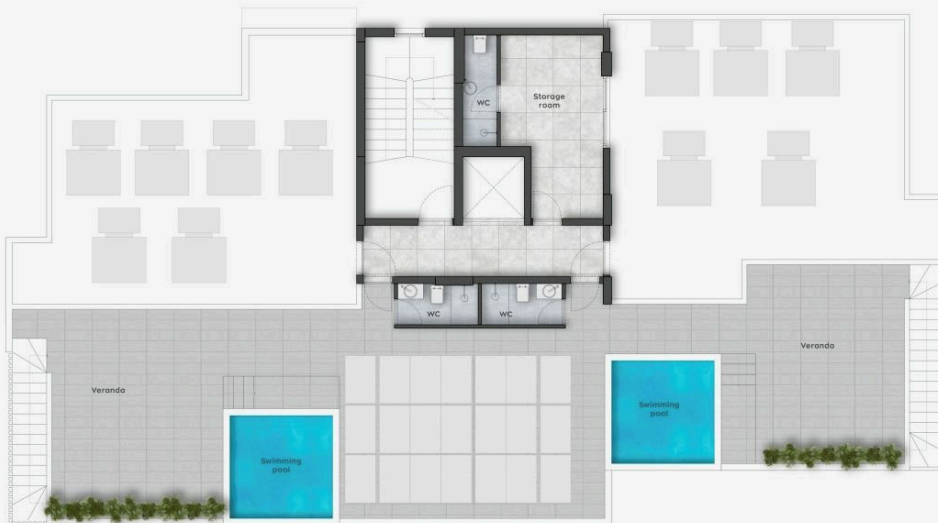 WC
Storage
room
WC
WC
Veranda
Veranda
Swimming
pool
Swimming
pool